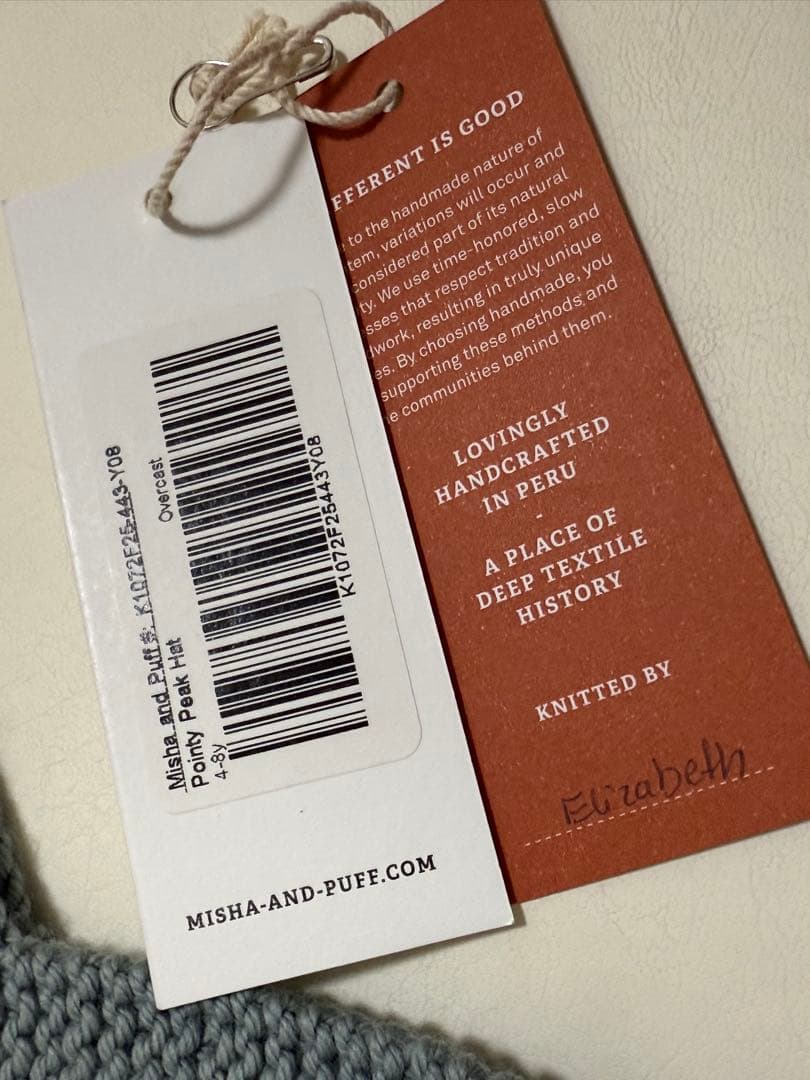 Misha and Puff #: K1072F25-443-Y08
Pointy Peak Hat Overcast
4-8y
K1072F25443Y08
MISHA-AND-PUFF.COM
FFERENT IS GOOD
to the handmade nature of
tem, variations will occur and
considered part of its natural
ty. We use time-honored, slow
sses that respect tradition and
work, resulting in truly unique
es. By choosing handmade, you
supporting these methods and
e communities behind them.
LOVINGLY
HANDCRAFTED
IN PERU
-
A PLACE OF
DEEP TEXTILE
HISTORY
KNITTED BY
Elizabeth